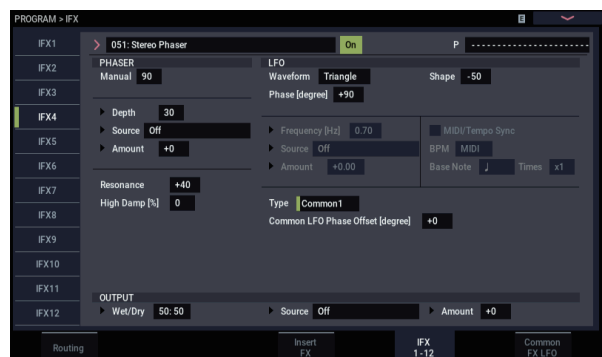 PROGRAM > IFX
E
IFX1
IFX2
IFX3
IFX4
IFX5
IFX6
IFX7
IFX8
IFX9
IFX10
IFX11
IFX12
051: Stereo Phaser
On
P -----------------------
PHASER
Manual 90
Depth 30
Source Off
Amount +0
Resonance +40
High Damp [%] 0
LFO
Waveform Triangle
Shape -50
Phase [degree] +90
Frequency [Hz] 0.70
Source Off
Amount +0.00
MIDI/Tempo Sync
BPM MIDI
Base Note ♩ Times x1
Type Common1
Common LFO Phase Offset [degree] +0
OUTPUT
Wet/Dry 50:50
Source Off
Amount +0
Routing
Insert
FX
IFX
1-12
Common
FX LFO